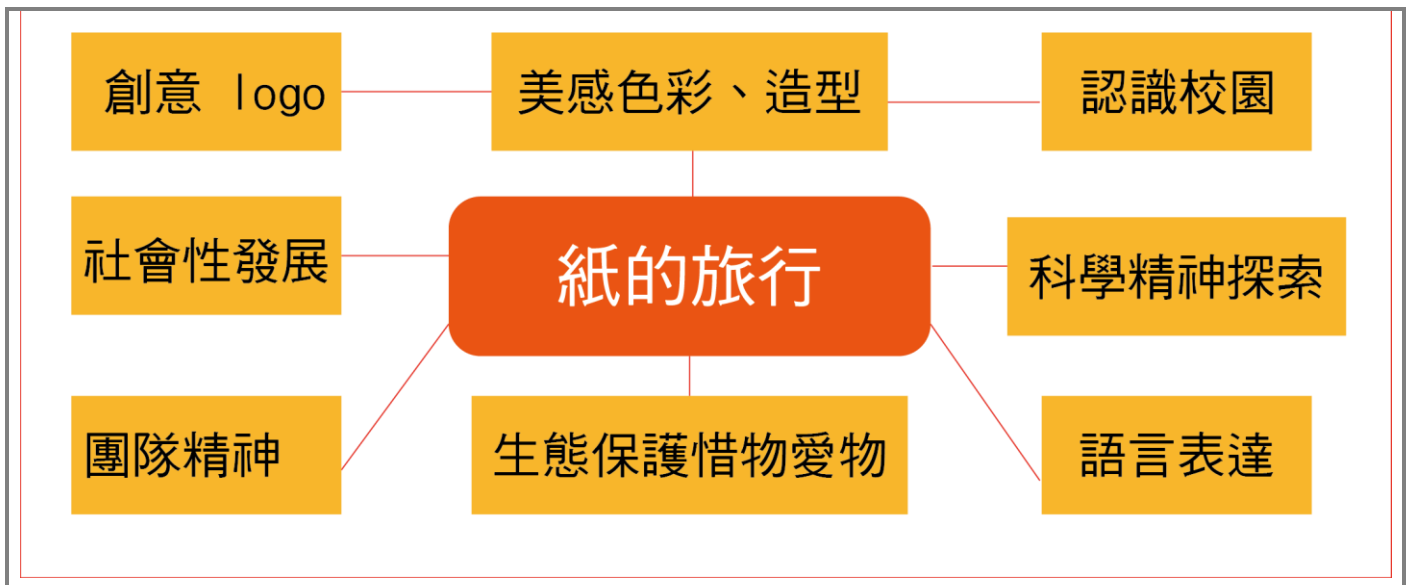 創意 logo
美感色彩、造型
認識校園
社會性發展
紙的旅行
科學精神探索
團隊精神
生態保護惜物愛物
語言表達